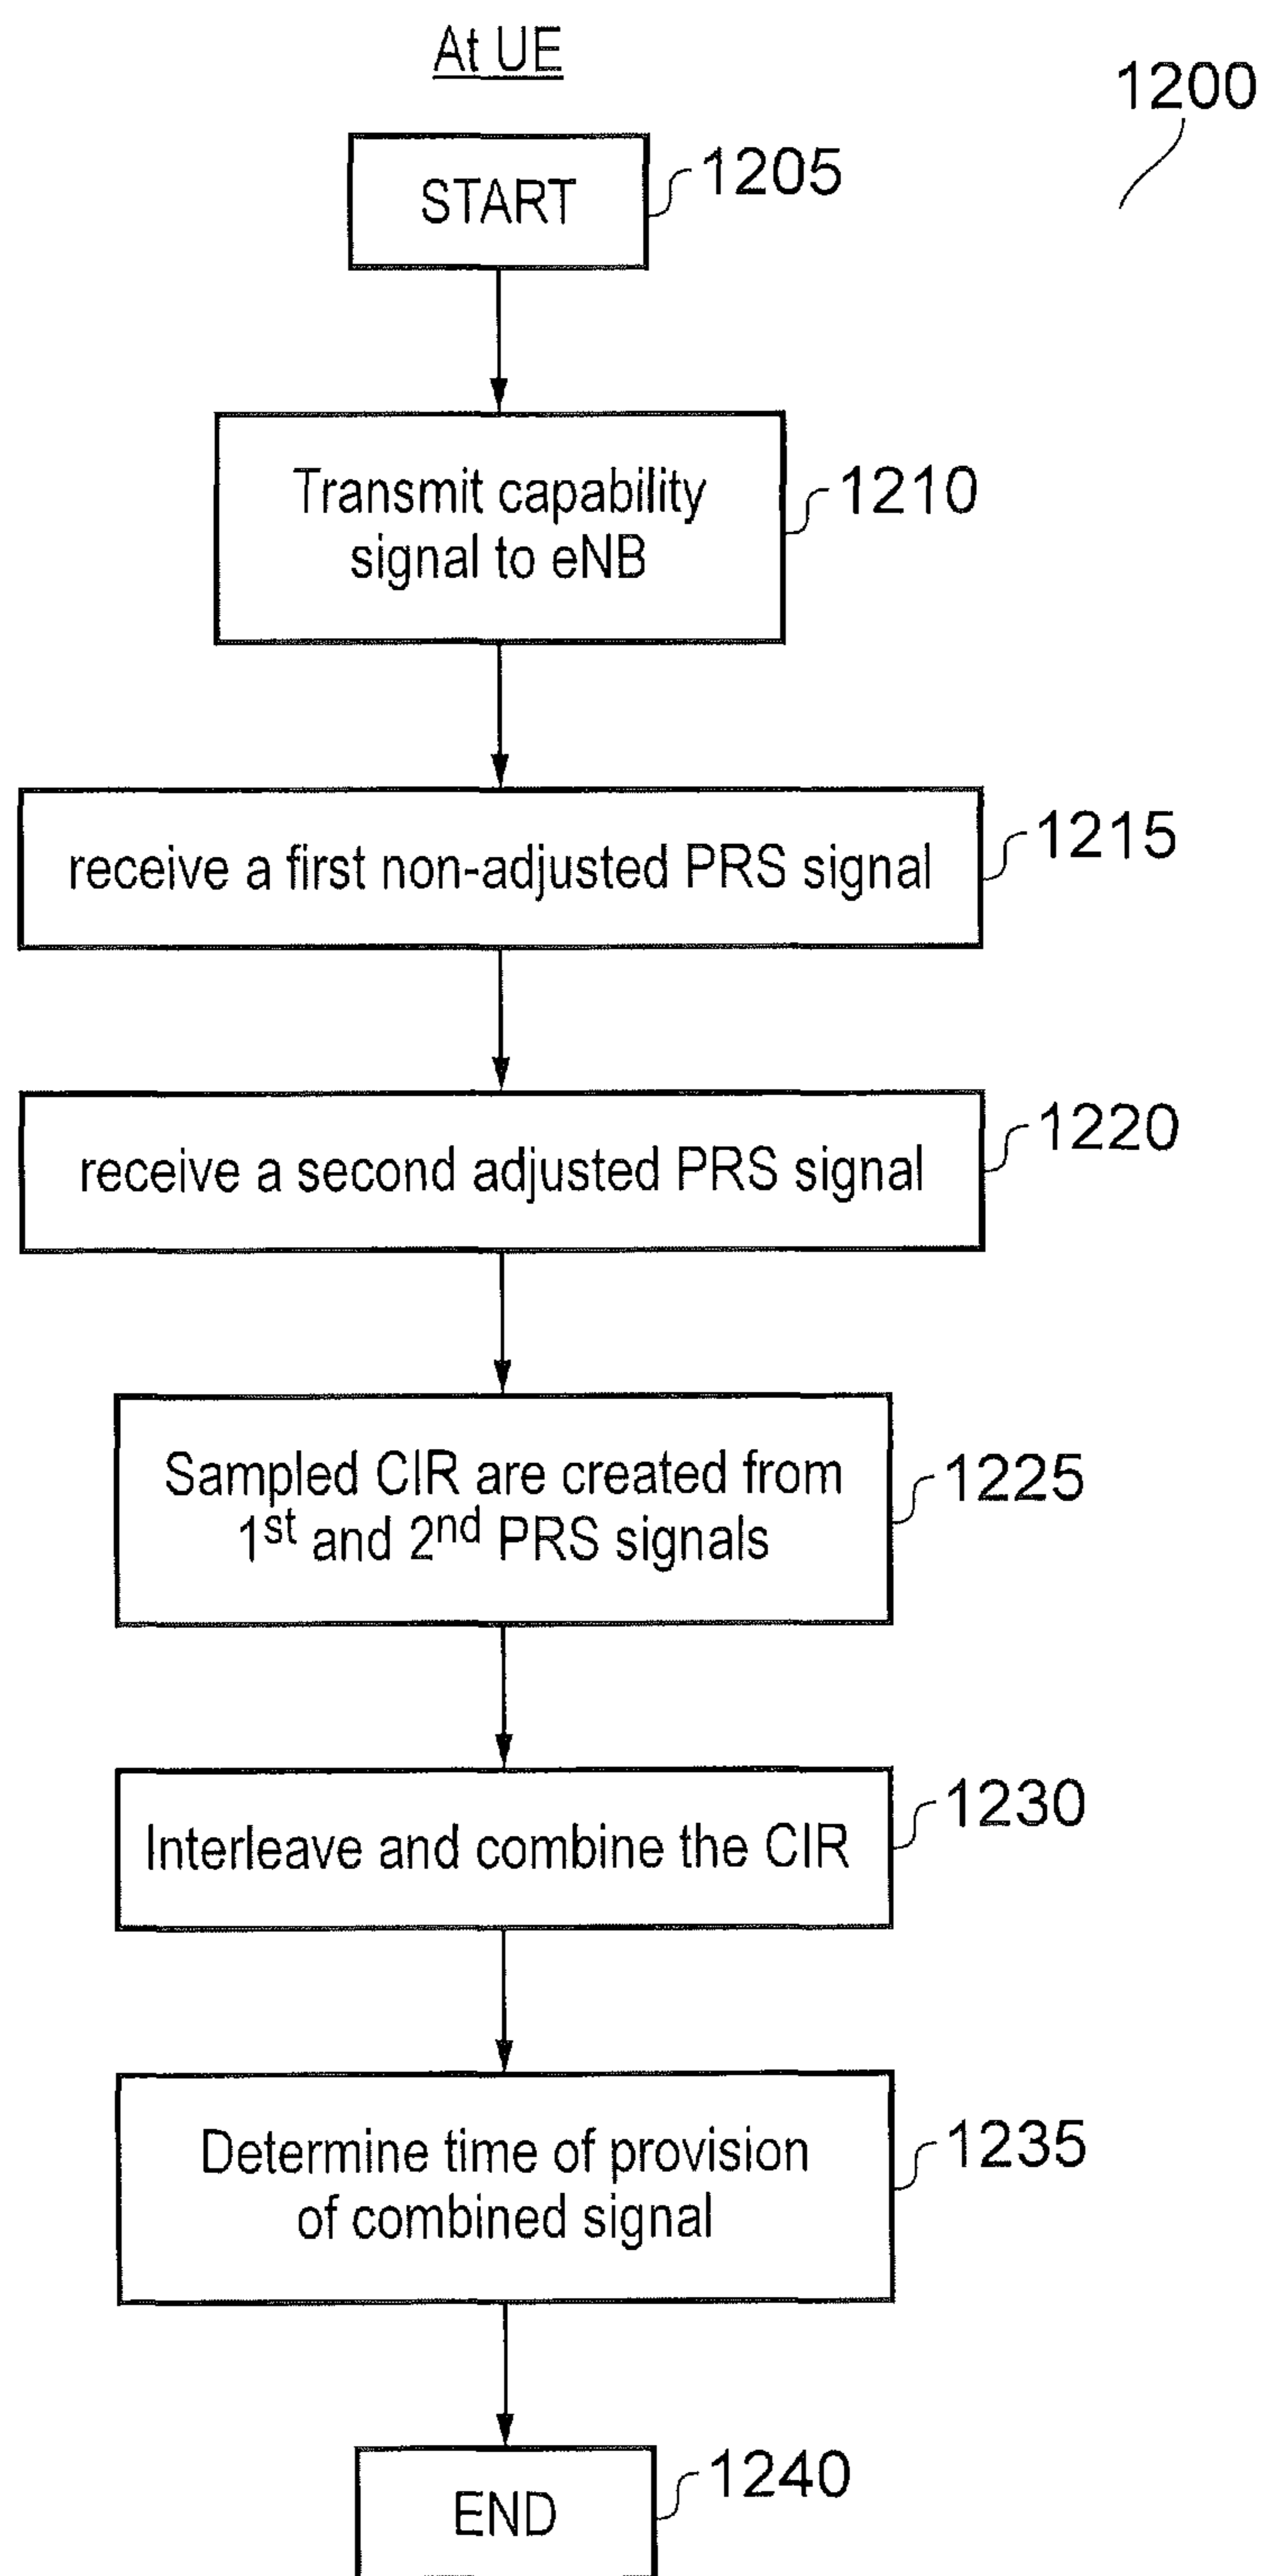 At UE
1200
START
1205
Transmit capability
signal to eNB
1210
receive a first non-adjusted PRS signal
1215
receive a second adjusted PRS signal
1220
Sampled CIR are created from
1st and 2nd PRS signals
1225
Interleave and combine the CIR
1230
Determine time of provision
of combined signal
1235
END
1240